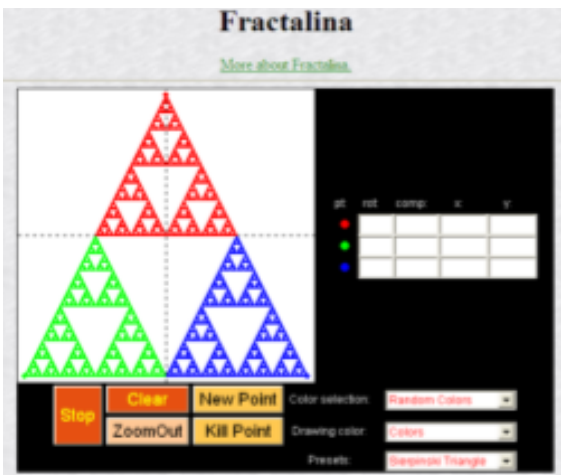 Fractalina
More about Fractalina.
pt rot comp: x: y:
Stop
Clear New Point Color selection: Random Colors
ZoomOut Kill Point Drawing color: Colors
Presets: Sierpinski Triangle